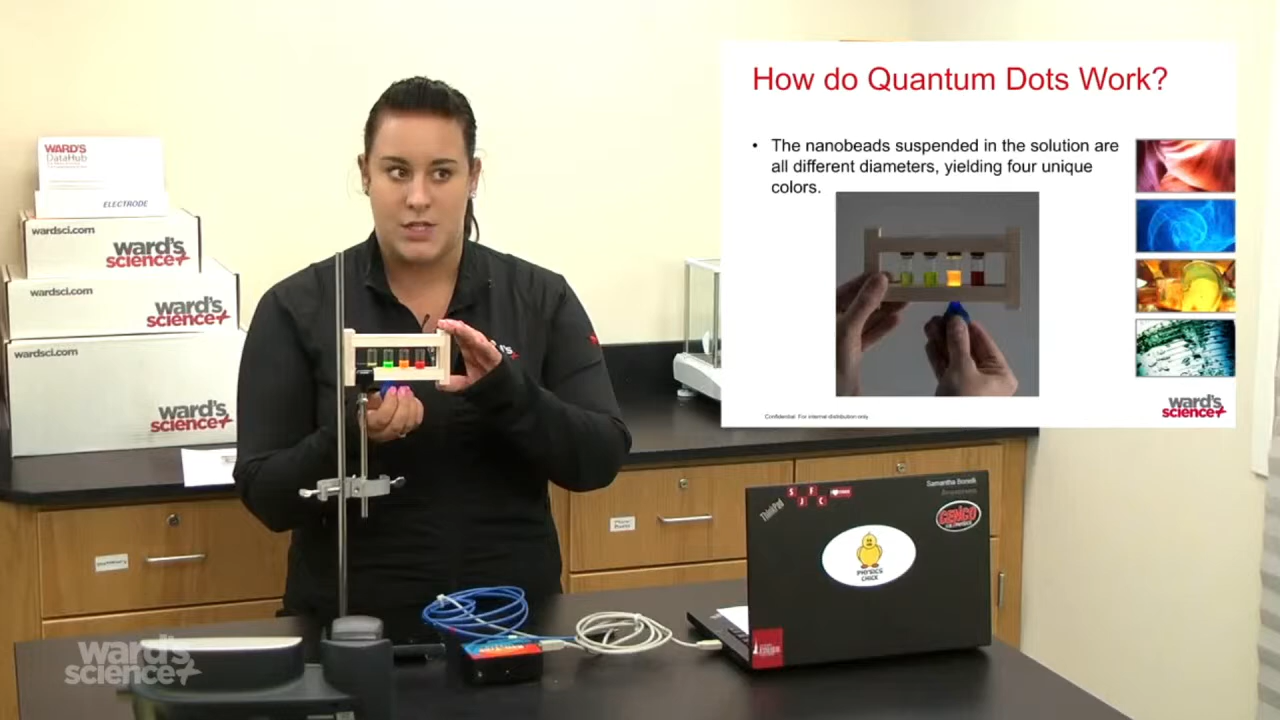 How do Quantum Dots Work?
• The nanobeads suspended in the solution are
all different diameters, yielding four unique
colors.
Confidential: For internal distribution only
ward's
science+
WARD'S
DataHub
ELECTRODE
wardsci.com
ward's
science+
wardsci.com
ward's
science+
wardsci.com
ward's
science+
ThinkPad
Samantha Bonelli
CENCO
PHYSICS
CHICK
ward's
science+